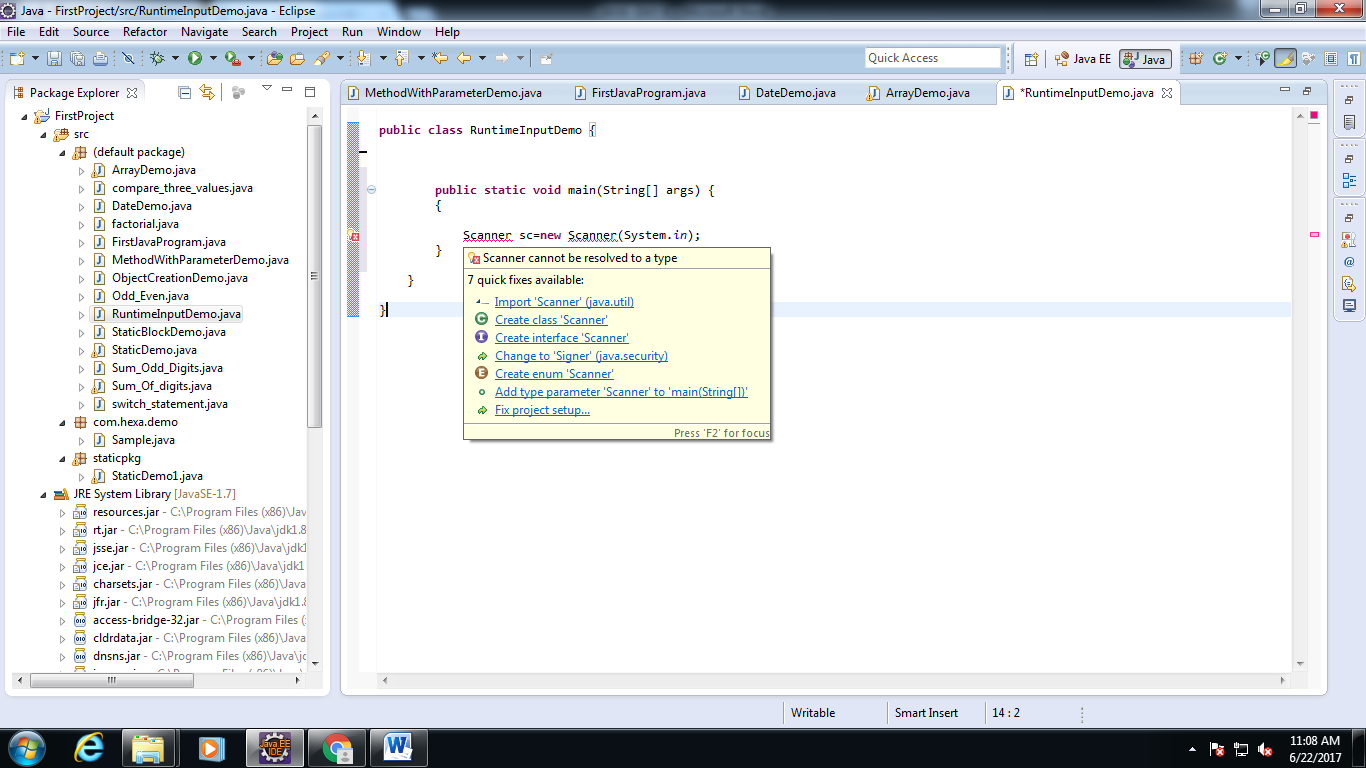 Java - FirstProject/src/RuntimeInputDemo.java - Eclipse
File Edit Source Refactor Navigate Search Project Run Window Help
Quick Access
Java EE
Java
Package Explorer
FirstProject
src
(default package)
ArrayDemo.java
compare_three_values.java
DateDemo.java
factorial.java
FirstJavaProgram.java
MethodWithParameterDemo.java
ObjectCreationDemo.java
Odd_Even.java
RuntimeInputDemo.java
StaticBlockDemo.java
StaticDemo.java
Sum_Odd_Digits.java
Sum_Of_digits.java
switch_statement.java
com.hexa.demo
Sample.java
staticpkg
StaticDemo1.java
JRE System Library [JavaSE-1.7]
resources.jar - C:\Program Files (x86)\Jav
rt.jar - C:\Program Files (x86)\Java\jdk1.8
jsse.jar - C:\Program Files (x86)\Java\jdk
jce.jar - C:\Program Files (x86)\Java\jdk1
charsets.jar - C:\Program Files (x86)\Java
jfr.jar - C:\Program Files (x86)\Java\jdk1.8
access-bridge-32.jar - C:\Program Files (
cldrdata.jar - C:\Program Files (x86)\Java
dnsns.jar - C:\Program Files (x86)\Java\jc
MethodWithParameterDemo.java FirstJavaProgram.java DateDemo.java ArrayDemo.java *RuntimeInputDemo.java
public class RuntimeInputDemo {
public static void main(String[] args) {
{
Scanner sc=new Scanner(System.in);
}
}
}
Scanner cannot be resolved to a type
7 quick fixes available:
Import 'Scanner' (java.util)
Create class 'Scanner'
Create interface 'Scanner'
Change to 'Signer' (java.security)
Create enum 'Scanner'
Add type parameter 'Scanner' to 'main(String[])'
Fix project setup...
Press 'F2' for focus
Writable Smart Insert 14 : 2
Java EE
IDE
11:08 AM
6/22/2017